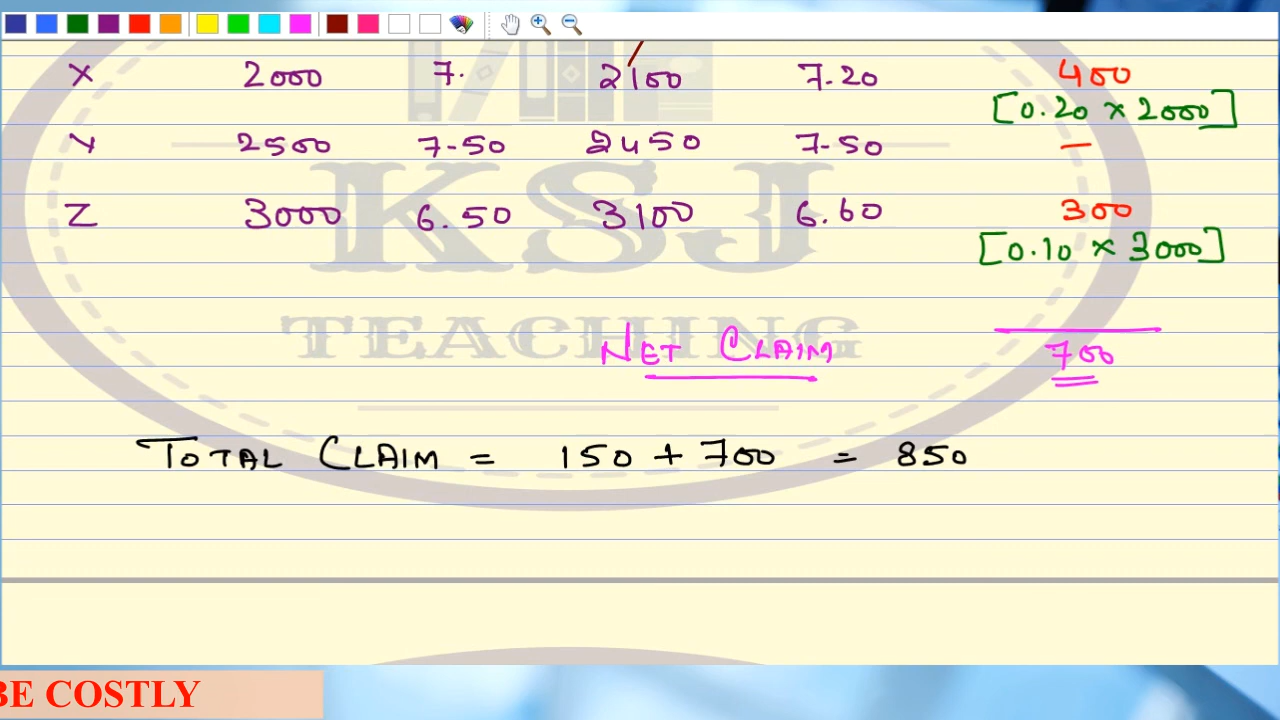 X 2000 7. 2100 7.20 400
[0.20 × 2000]
Y 2500 7.50 2450 7.50 —
Z 3000 6.50 3100 6.60 300
[0.10 × 3000]
KSJ
TEACHING
NET CLAIM 700
TOTAL CLAIM = 150 + 700 = 850
BE COSTLY